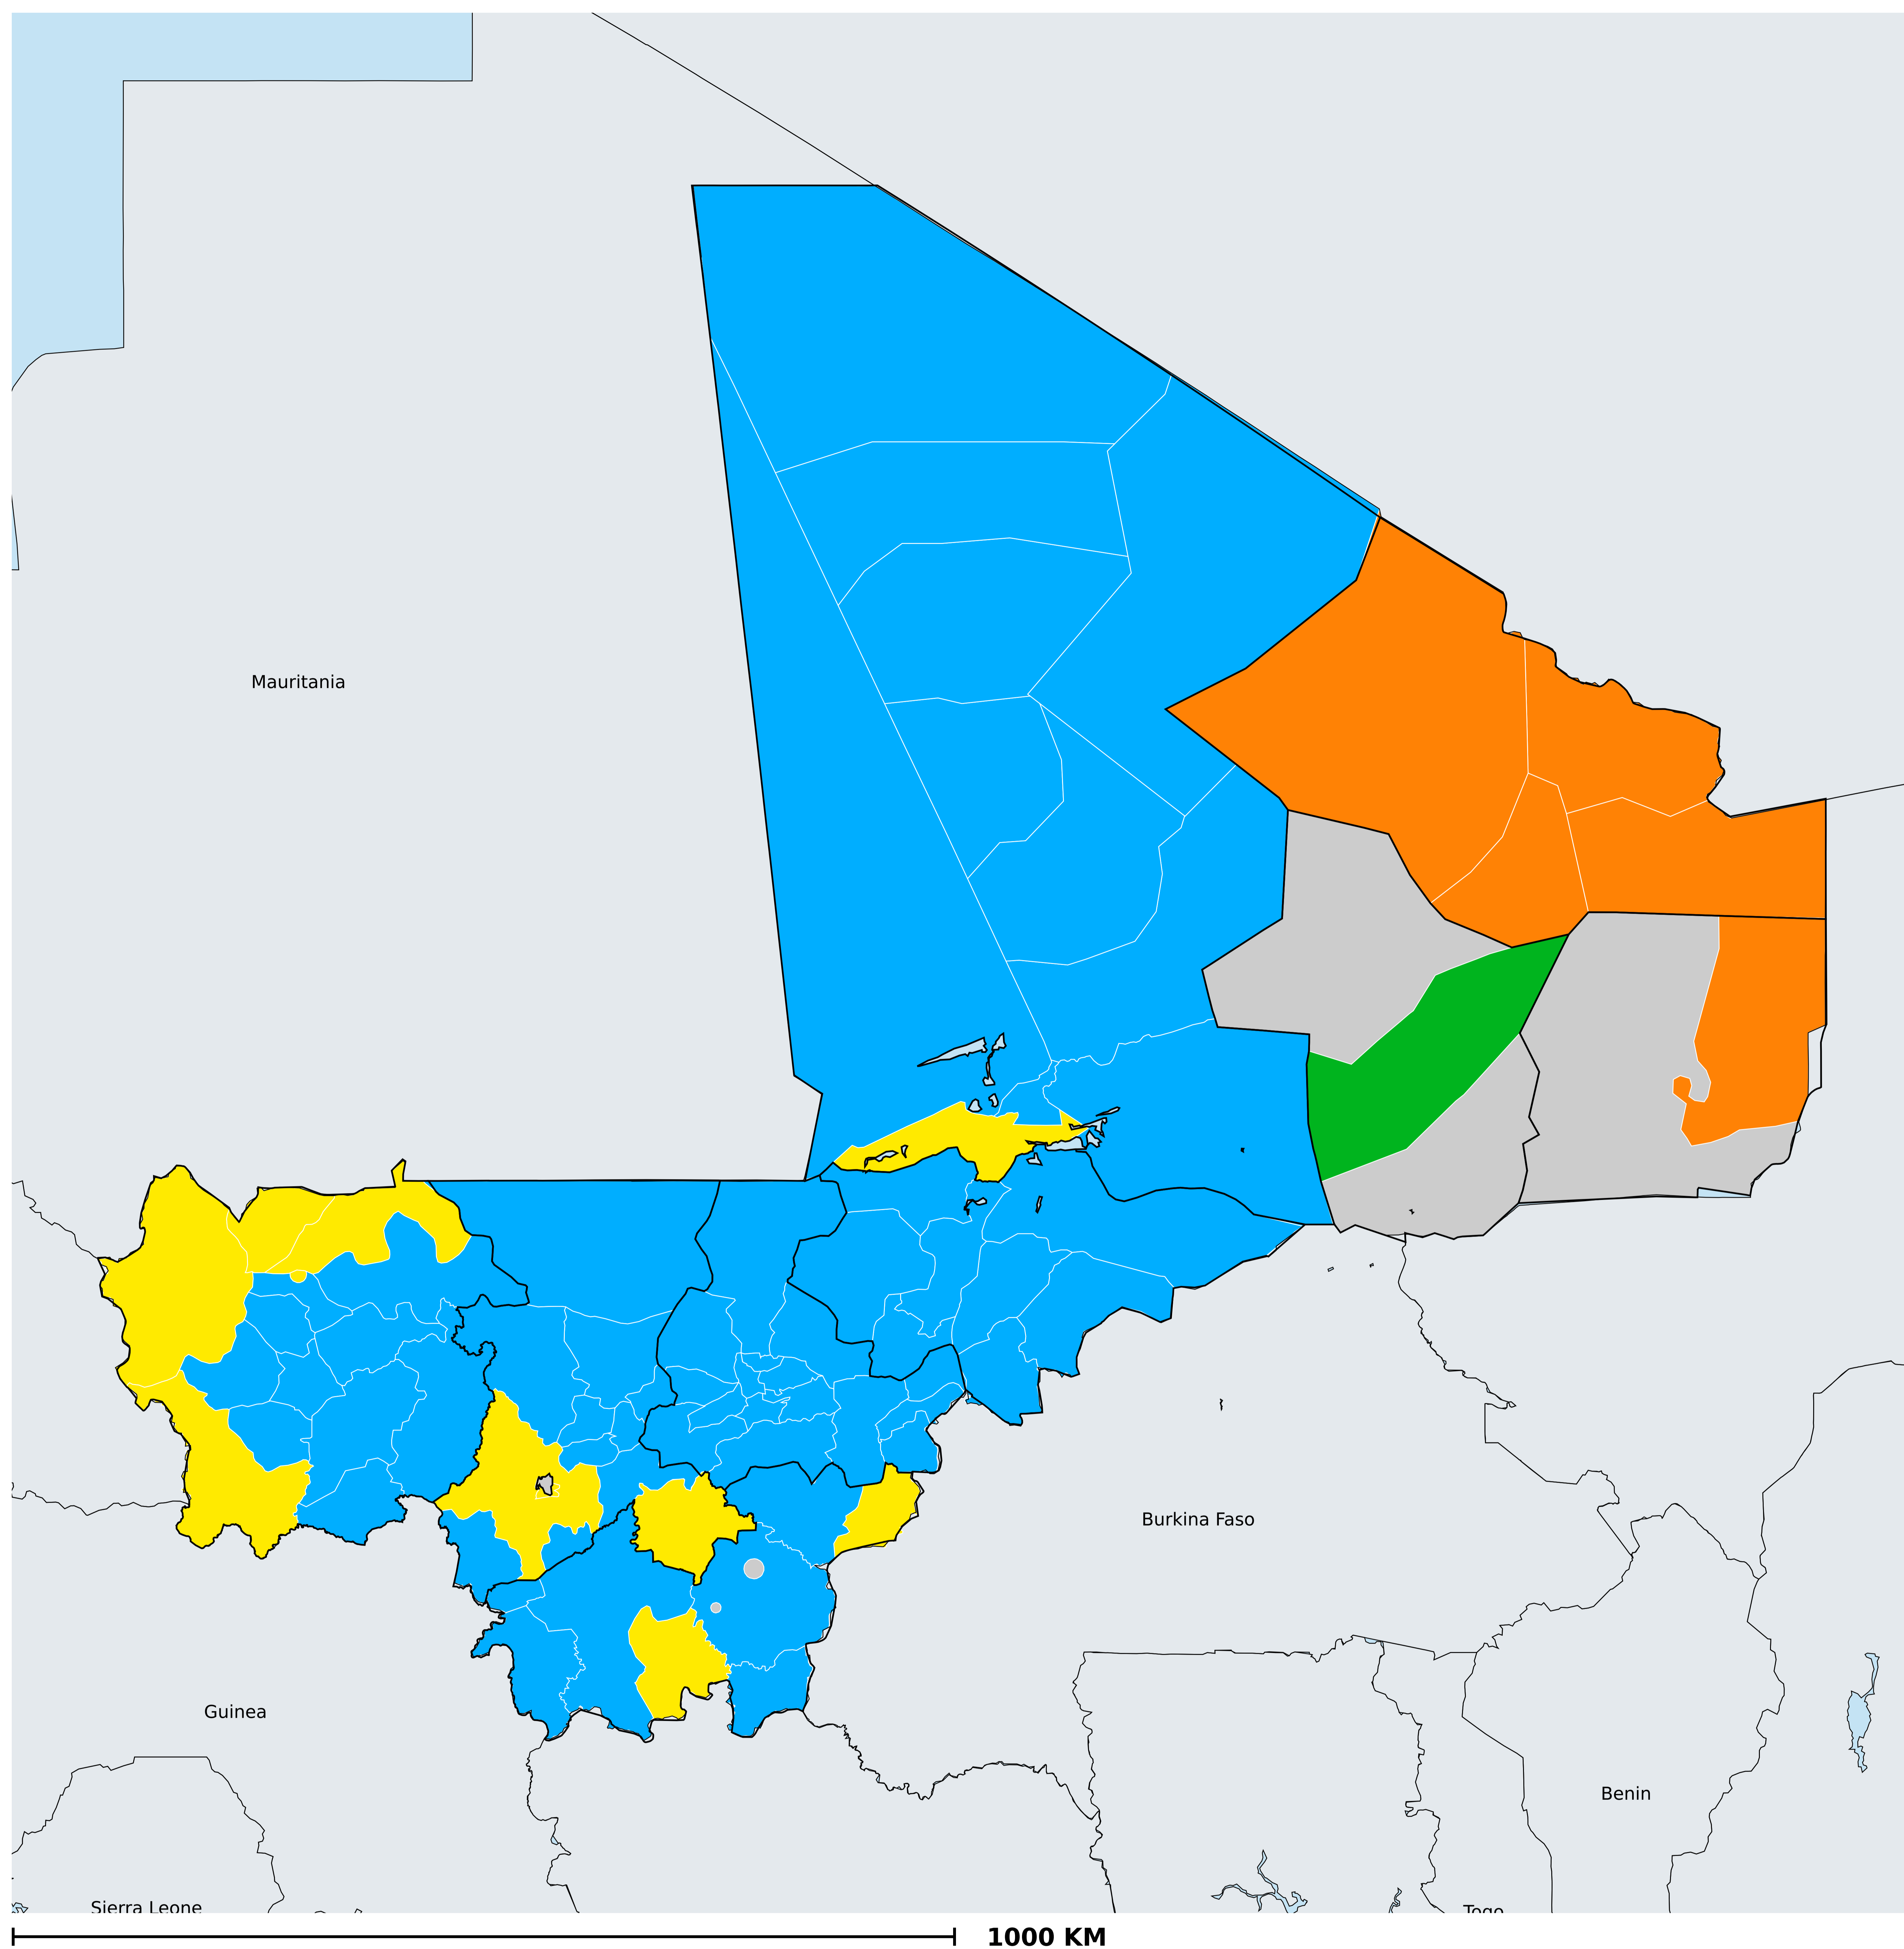 Mauritania
Burkina Faso
Guinea
Benin
Sierra Leone
Togo
1000 KM